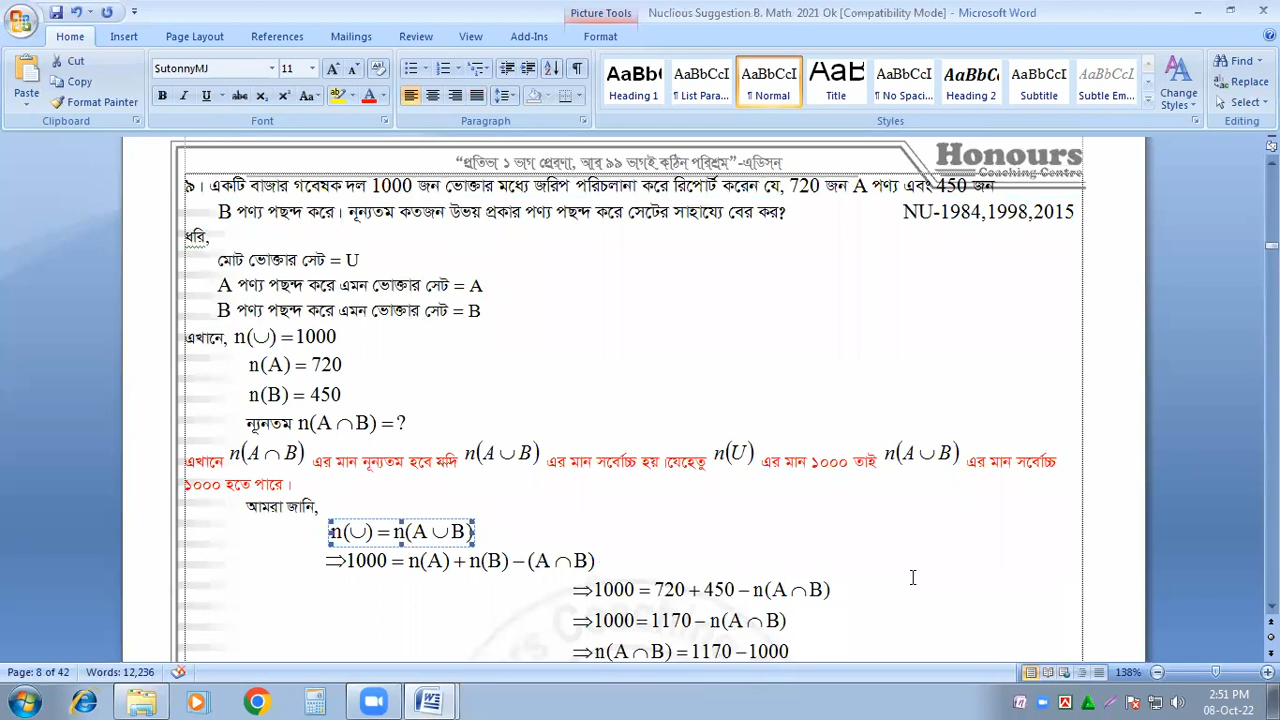 Picture Tools
Nuclious Suggestion B. Math 2021 Ok [Compatibility Mode] - Microsoft Word
Home Insert Page Layout References Mailings Review View Add-Ins Format
Paste
Cut
Copy
Format Painter
Clipboard
SutonnyMJ 11
Font
Paragraph
AaBbC AaBbCcI AaBbCcI AaBb AaBbCcI AaBbCcl AaBbCcI AaBbCcI
Heading 1 ¶ List Para... ¶ Normal Title ¶ No Spaci... Heading 2 Subtitle Subtle Em...
Styles
Change Styles
Find
Replace
Select
Editing
“প্রতিভা ১ ভাগ প্রেরণা, আর ৯৯ ভাগই কঠিন পরিশ্রম”-এডিসন
Honours
Coaching Centre
৯। একটি বাজার গবেষক দল 1000 জন ভোক্তার মধ্যে জরিপ পরিচালনা করে রিপোর্ট করেন যে, 720 জন A পণ্য এবং 450 জন
B পণ্য পছন্দ করে। নূন্যতম কতজন উভয় প্রকার পণ্য পছন্দ করে সেটের সাহায্যে বের কর? NU-1984,1998,2015
ধরি,
মোট ভোক্তার সেট = U
A পণ্য পছন্দ করে এমন ভোক্তার সেট = A
B পণ্য পছন্দ করে এমন ভোক্তার সেট = B
এখানে, n(∪) = 1000
n(A) = 720
n(B) = 450
ন্যূনতম n(A ∩ B) = ?
এখানে n(A ∩ B) এর মান নূন্যতম হবে যদি n(A ∪ B) এর মান সর্বোচ্চ হয়।যেহেতু n(U) এর মান ১০০০ তাই n(A ∪ B) এর মান সর্বোচ্চ
১০০০ হতে পারে।
আমরা জানি,
n(∪) = n(A ∪ B)
⇒1000 = n(A) + n(B) − (A ∩ B)
⇒1000 = 720 + 450 − n(A ∩ B)
⇒1000= 1170 − n(A ∩ B)
⇒n(A ∩ B) = 1170 −1000
Page: 8 of 42 Words: 12,236 138%
2:51 PM
08-Oct-22